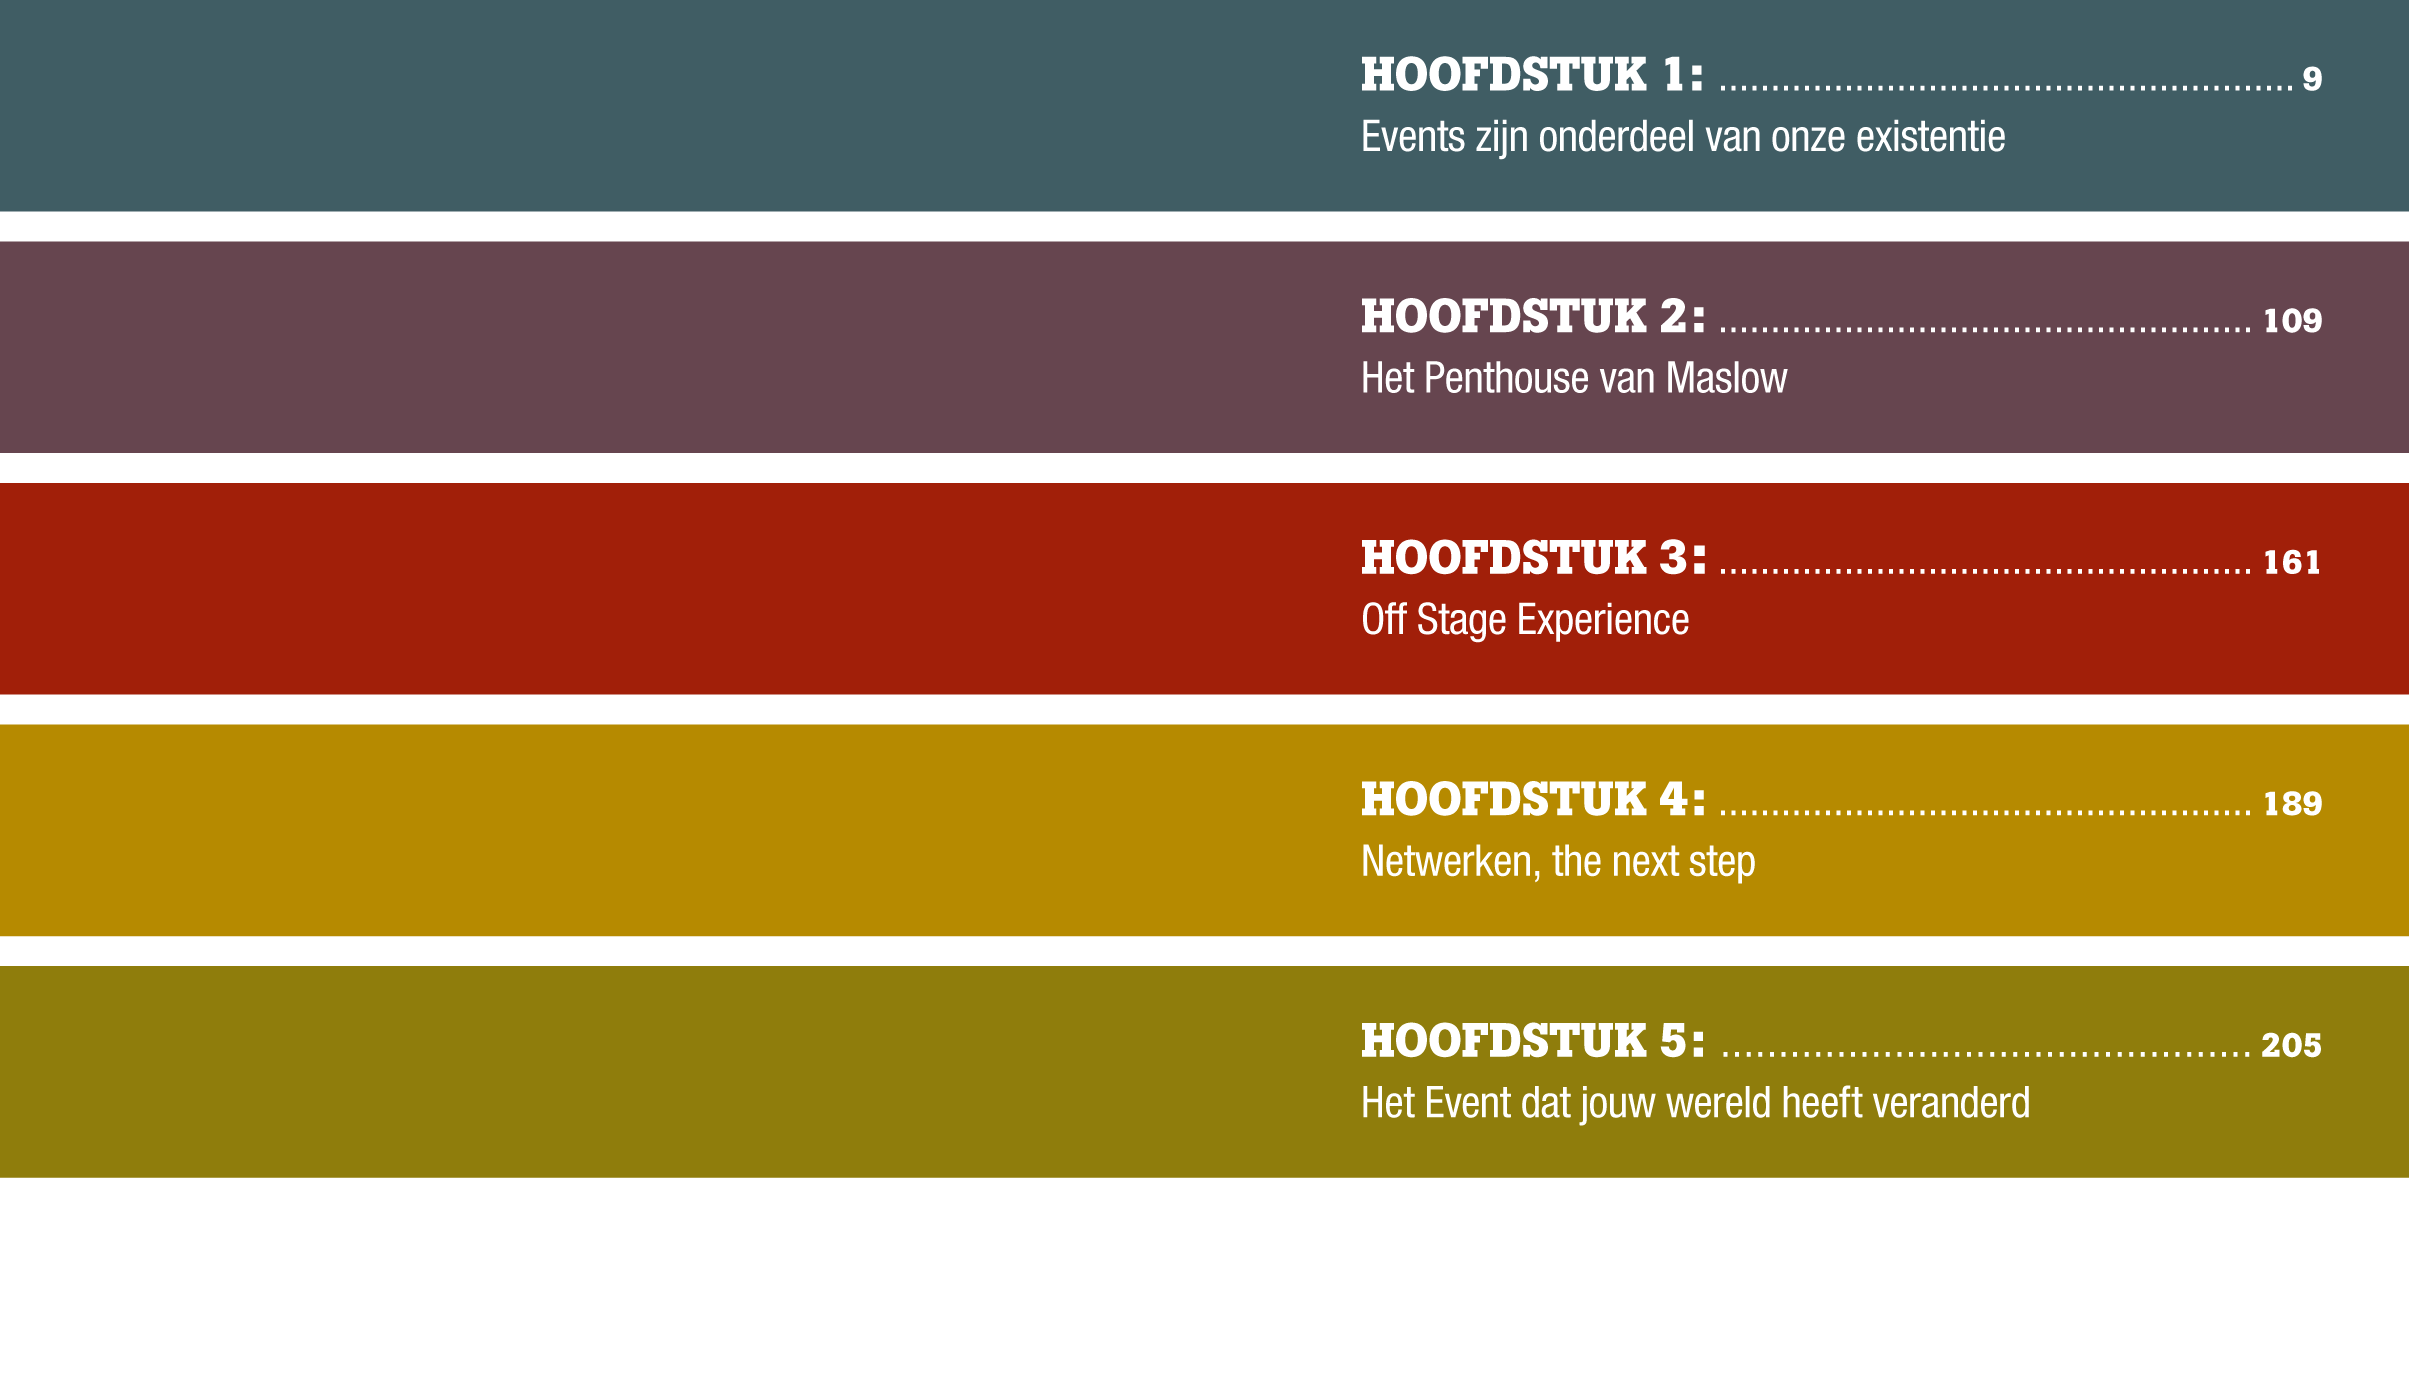 HOOFDSTUK 1: ....................................................... 9
Events zijn onderdeel van onze existentie
HOOFDSTUK 2: ................................................... 109
Het Penthouse van Maslow
HOOFDSTUK 3: ................................................... 161
Off Stage Experience
HOOFDSTUK 4: ................................................... 189
Netwerken, the next step
HOOFDSTUK 5: .............................................. 205
Het Event dat jouw wereld heeft veranderd